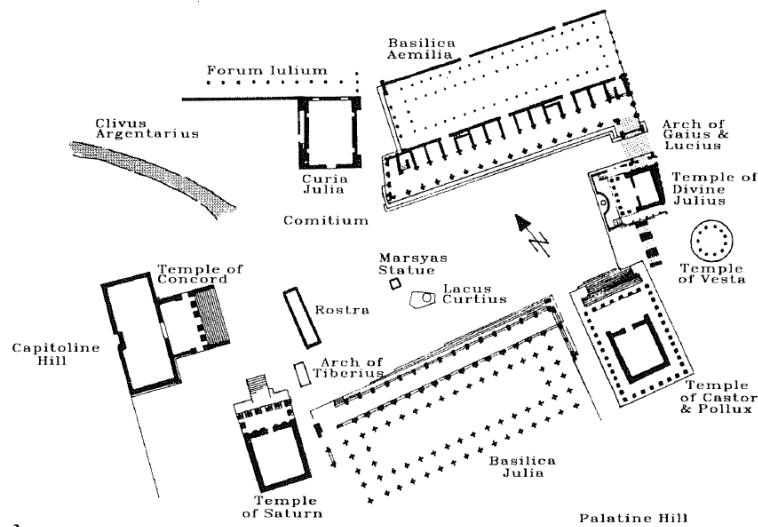 Basilica
Aemilia
Forum Iulium
Clivus
Argentarius
Arch of
Gaius &
Lucius
Curia
Julia
Temple of
Divine
Julius
Comitium
N
Marsyas
Statue
Temple
of Vesta
Temple of
Concord
Lacus
Curtius
Rostra
Capitoline
Hill
Arch of
Tiberius
Temple
of Castor
& Pollux
Basilica
Julia
Temple
of Saturn
Palatine Hill